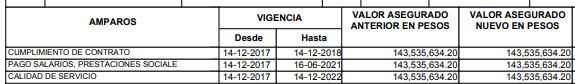 AMPAROS VIGENCIA VALOR ASEGURADO VALOR ASEGURADO
Desde Hasta ANTERIOR EN PESOS NUEVO EN PESOS
CUMPLIMIENTO DE CONTRATO 14-12-2017 14-12-2018 143,535,634.20 143,535,634.20
PAGO SALARIOS, PRESTACIONES SOCIALE 14-12-2017 16-06-2021 143,535,634.20 143,535,634.20
CALIDAD DE SERVICIO 14-12-2017 14-12-2022 143,535,634.20 143,535,634.20